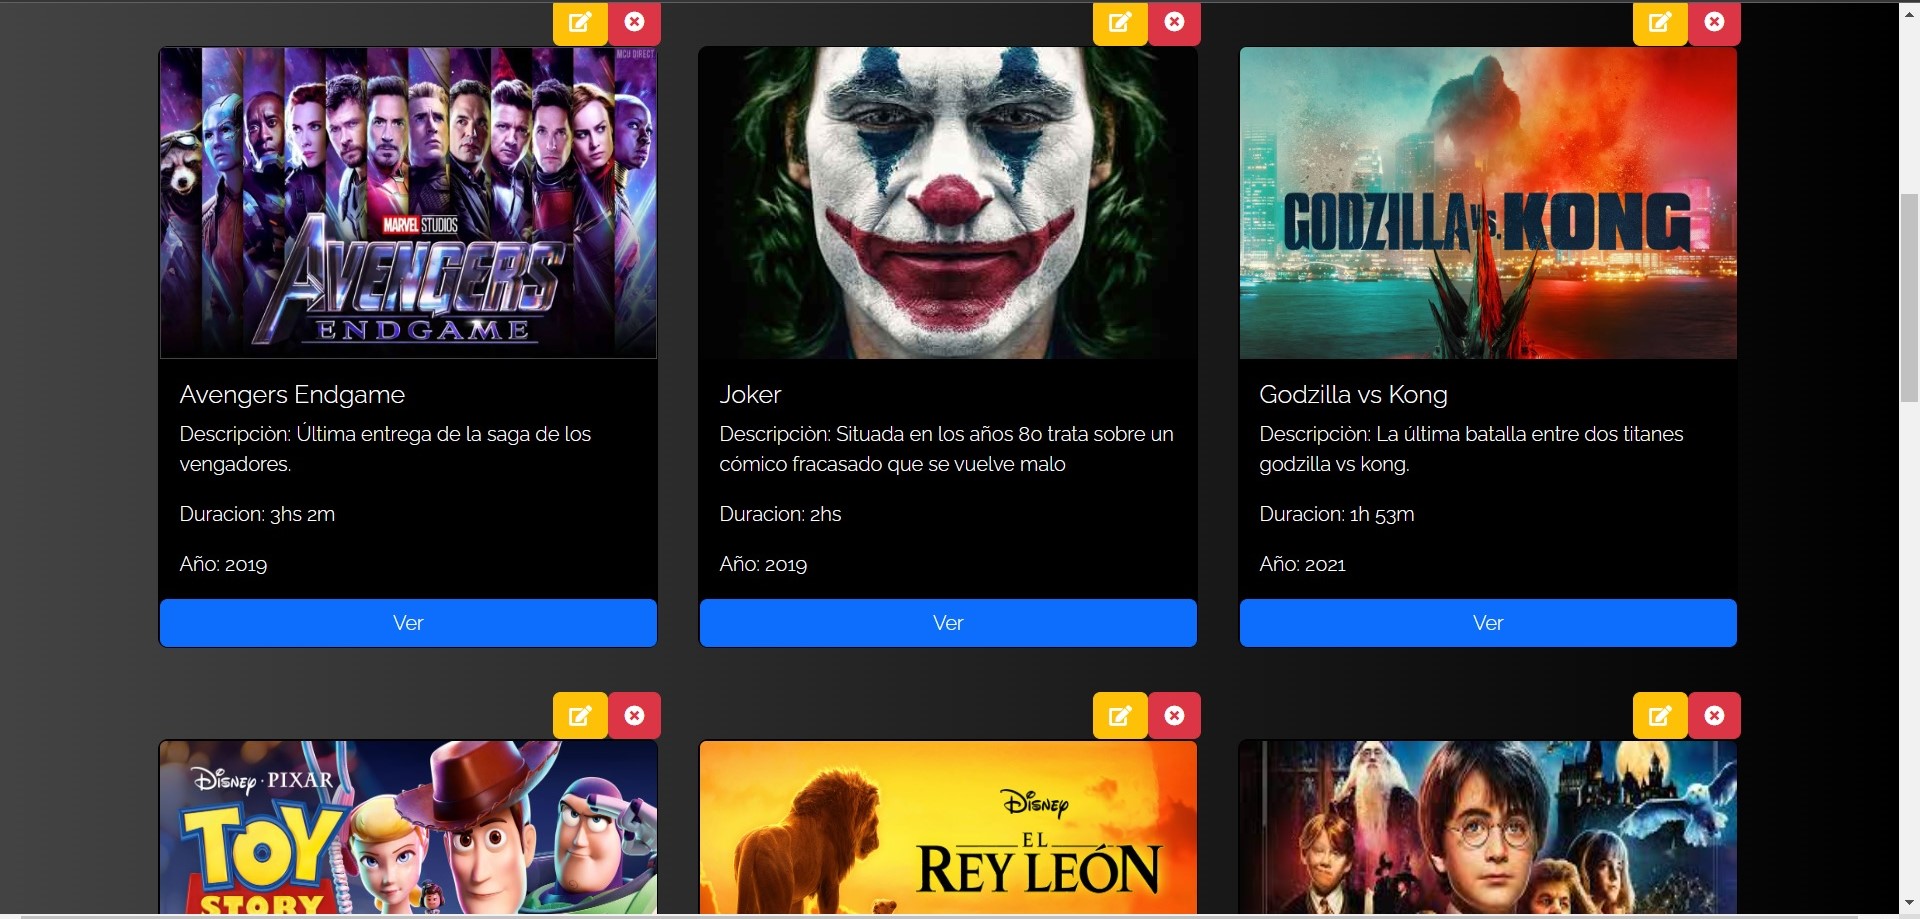 MCU DIRECT
MARVEL STUDIOS
AVENGERS
ENDGAME
GODZILLA vs. KONG
Avengers Endgame
Descripciòn: Última entrega de la saga de los
vengadores.
Duracion: 3hs 2m
Año: 2019
Ver
Joker
Descripciòn: Situada en los años 80 trata sobre un
cómico fracasado que se vuelve malo
Duracion: 2hs
Año: 2019
Ver
Godzilla vs Kong
Descripciòn: La última batalla entre dos titanes
godzilla vs kong.
Duracion: 1h 53m
Año: 2021
Ver
Disney · PIXAR
TOY
STORY
Disney
EL
REY LEÓN